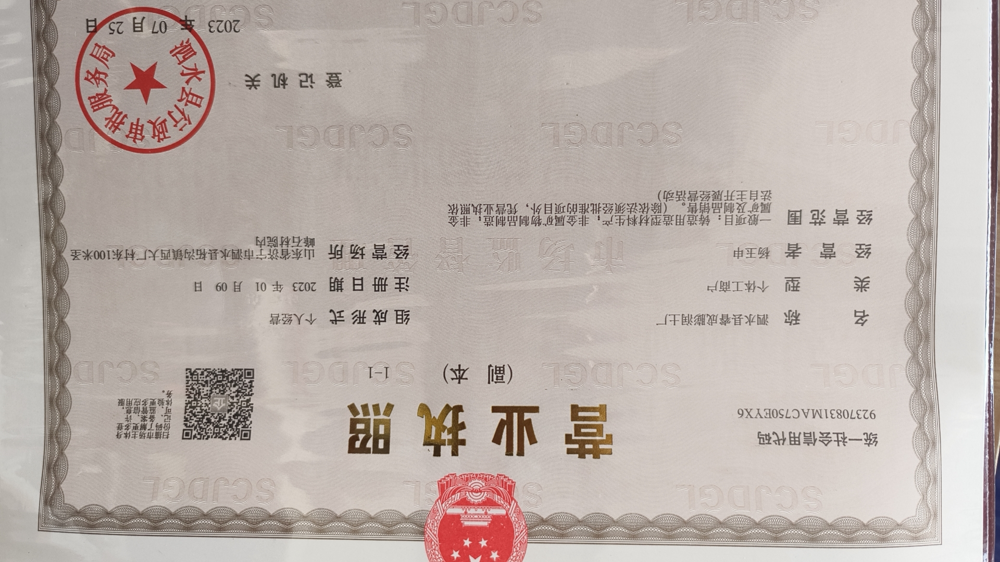 统一社会信用代码
92370831MAC750EYX6
营业执照
(副 本) 1-1
扫描市场主体身
份码了解更多登
记、备案、许
可、监管信息，
体验更多应用服
务。
名 称 泗水县睿成膨润土厂
类 型 个体工商户
经 营 者 杨玉申
经 营 范 围 一般项目：铸造用造型材料生产；非金属矿物制品制造；非金
属矿及制品销售。（除依法须经批准的项目外，凭营业执照依
法自主开展经营活动）
组 成 形 式 个人经营
注 册 日 期 2023 年 01 月 09 日
经 营 场 所 山东省济宁市泗水县柘沟镇西大厂村东100米圣
峰石材院内
登 记 机 关
泗水县行政审批服务局
2023 年 07 月 25 日
市场监督管理
SCJDGL